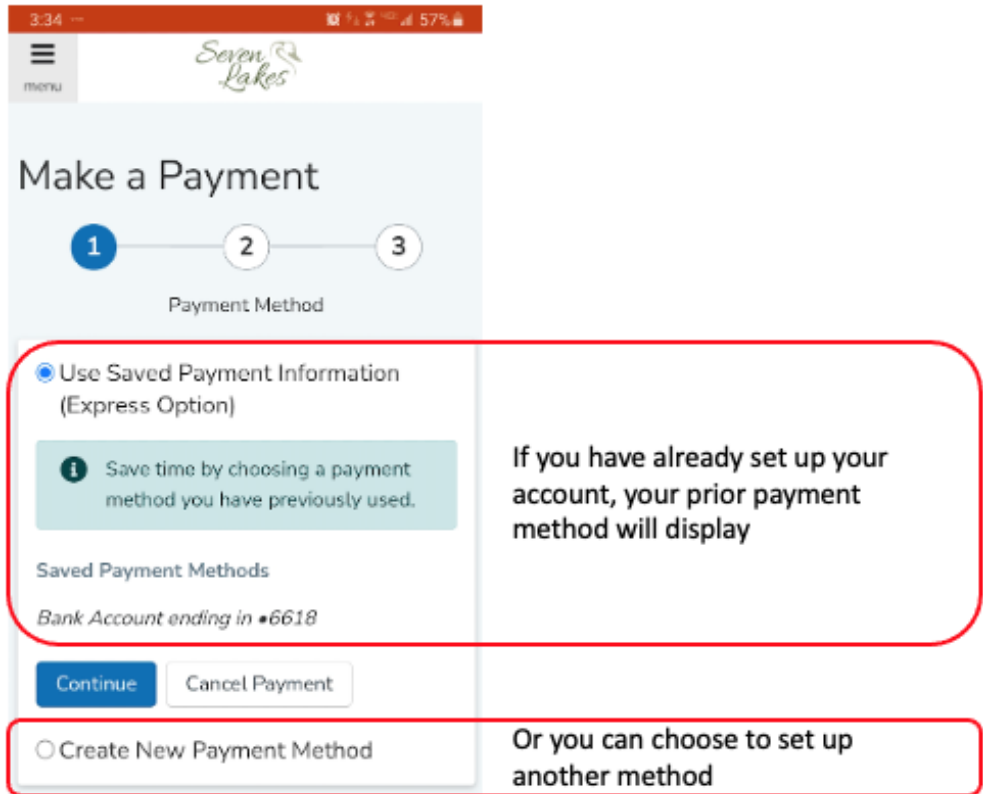 3:34
57%
menu
Seven
Lakes
Make a Payment
1 2 3
Payment Method
Use Saved Payment Information
(Express Option)
Save time by choosing a payment
method you have previously used.
Saved Payment Methods
Bank Account ending in •6618
Continue Cancel Payment
Create New Payment Method
If you have already set up your
account, your prior payment
method will display
Or you can choose to set up
another method